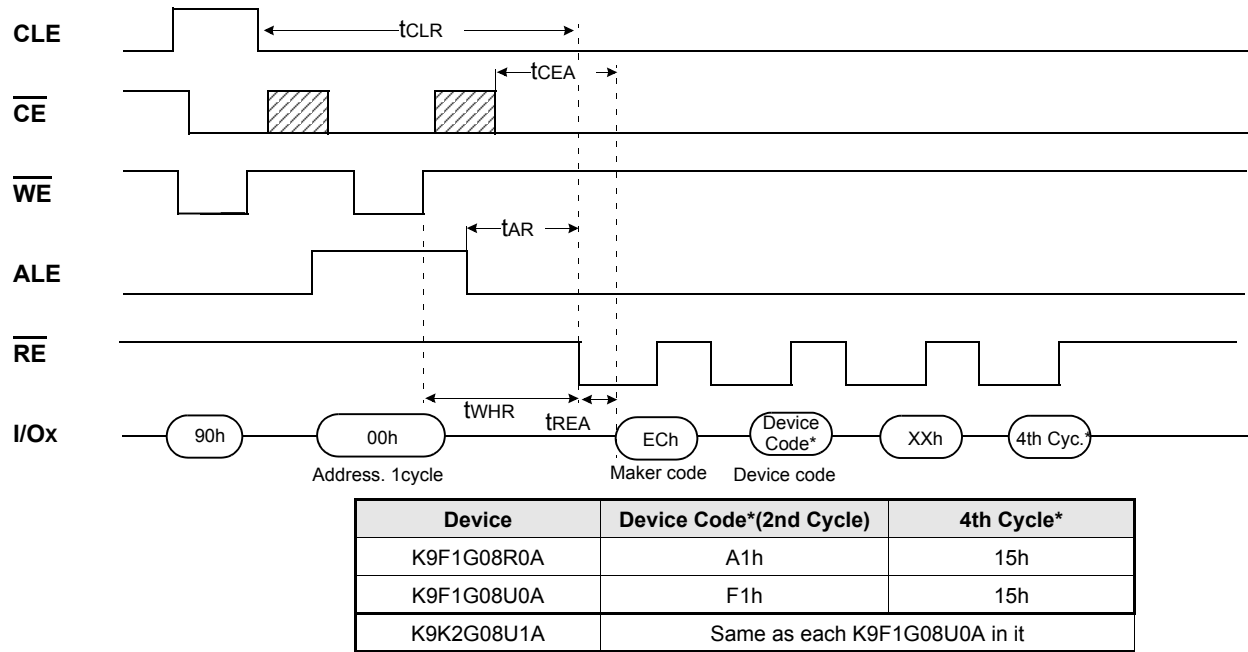 CLE
tCLR
tCEA
CE
WE
tAR
ALE
RE
tWHR
tREA
I/Ox
90h
00h
ECh
Device
Code*
XXh
4th Cyc.*
Address. 1cycle
Maker code
Device code
Device Device Code*(2nd Cycle) 4th Cycle*
K9F1G08R0A A1h 15h
K9F1G08U0A F1h 15h
K9K2G08U1A Same as each K9F1G08U0A in it